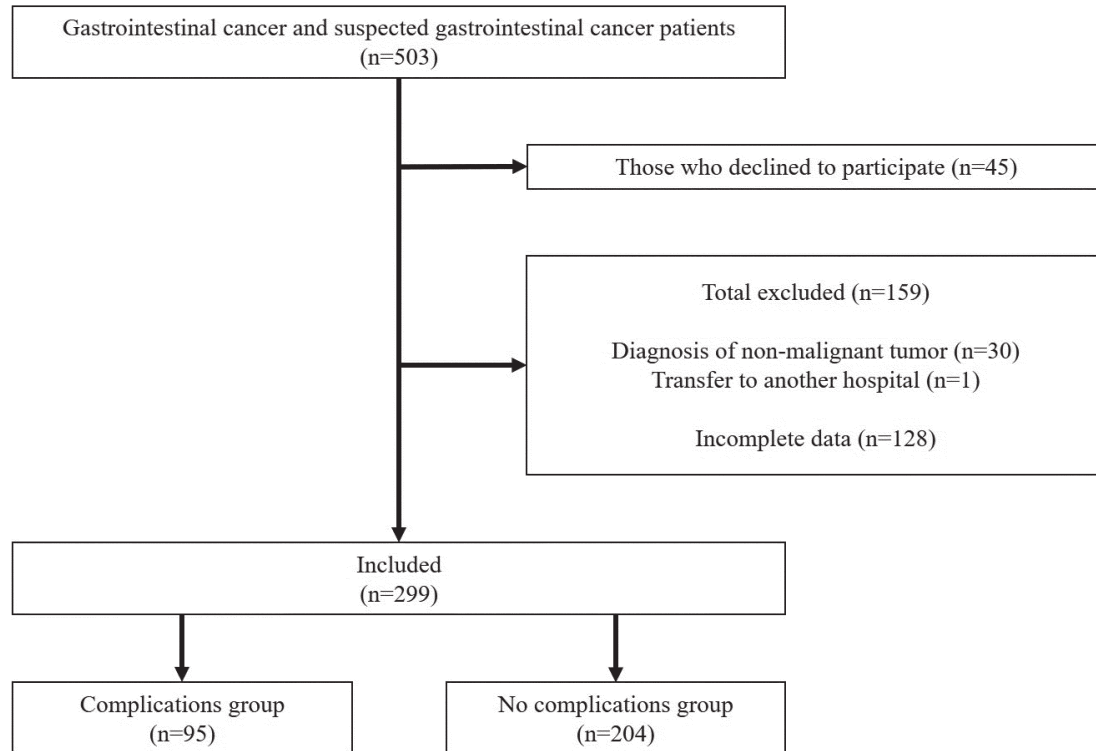 Gastrointestinal cancer and suspected gastrointestinal cancer patients
(n=503)
Those who declined to participate (n=45)
Total excluded (n=159)
Diagnosis of non-malignant tumor (n=30)
Transfer to another hospital (n=1)
Incomplete data (n=128)
Included
(n=299)
Complications group
(n=95)
No complications group
(n=204)